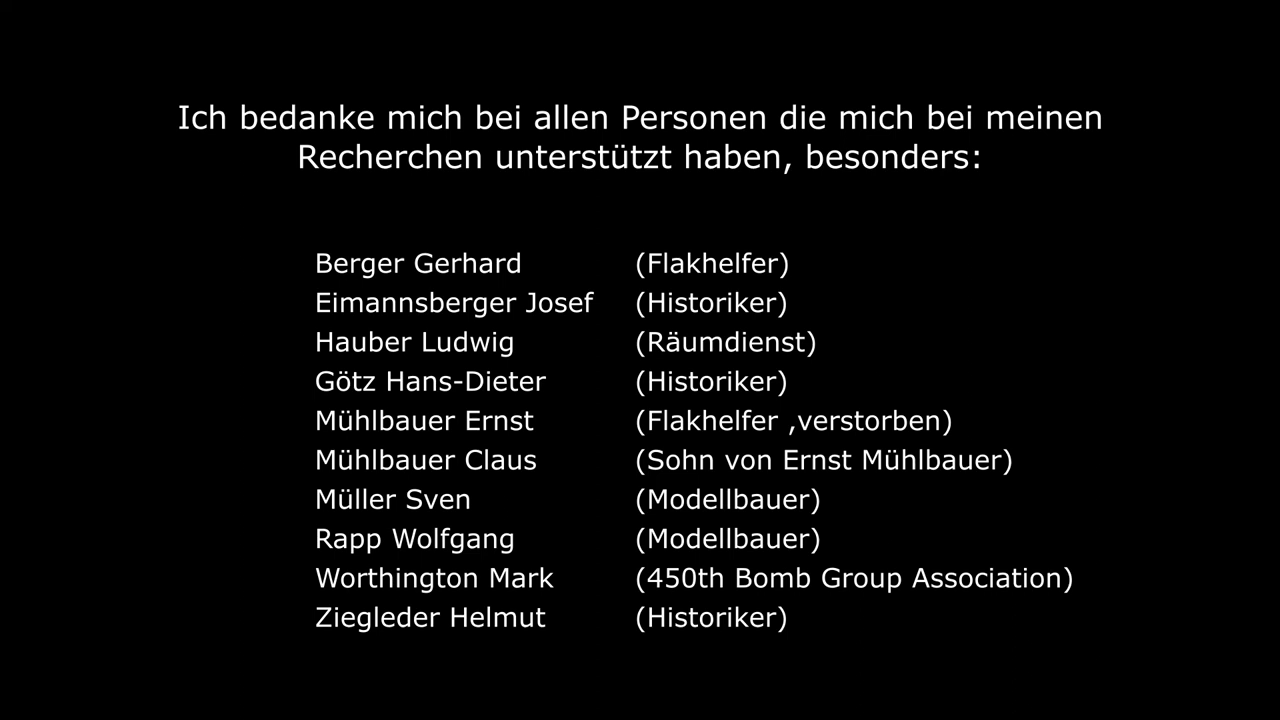 Ich bedanke mich bei allen Personen die mich bei meinen
Recherchen unterstützt haben, besonders:
Berger Gerhard (Flakhelfer)
Eimannsberger Josef (Historiker)
Hauber Ludwig (Räumdienst)
Götz Hans-Dieter (Historiker)
Mühlbauer Ernst (Flakhelfer ,verstorben)
Mühlbauer Claus (Sohn von Ernst Mühlbauer)
Müller Sven (Modellbauer)
Rapp Wolfgang (Modellbauer)
Worthington Mark (450th Bomb Group Association)
Ziegleder Helmut (Historiker)